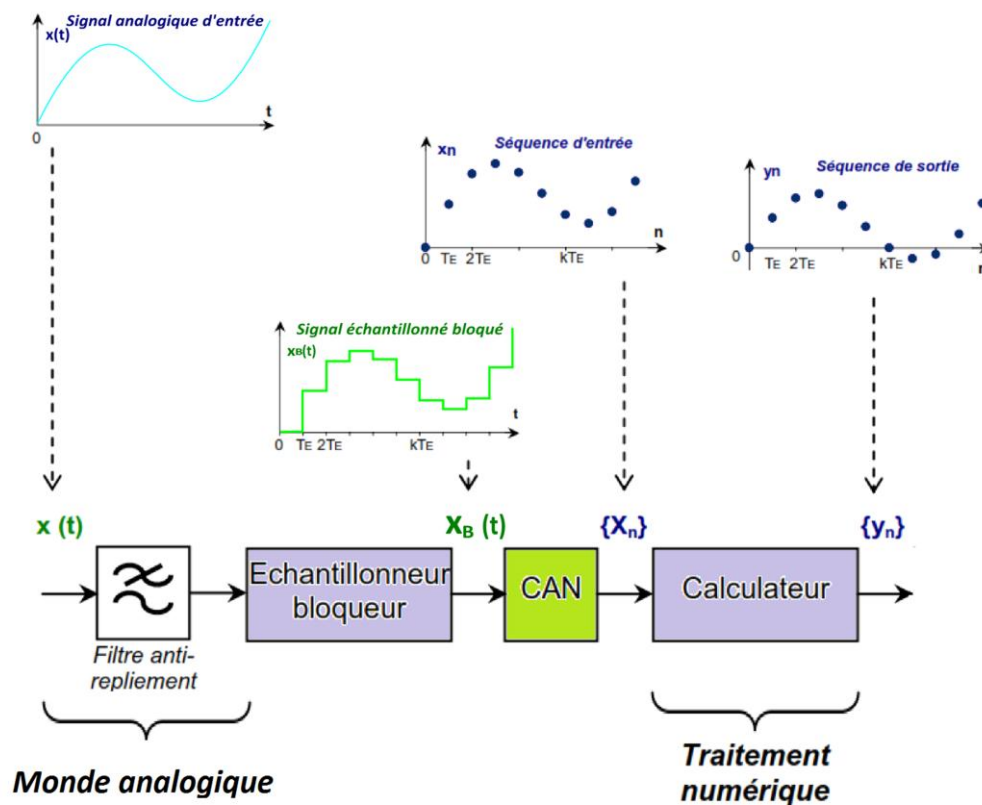 Signal analogique d'entrée
x(t)
t
0
xn
Séquence d'entrée
n
0 TE 2TE kTE
yn
Séquence de sortie
0
TE 2TE kTE
n
Signal échantillonné bloqué
xB(t)
t
0 TE 2TE kTE
x (t)
XB (t)
{Xn}
{yn}
Echantillonneur
bloqueur
CAN
Calculateur
Filtre anti-
repliement
Monde analogique
Traitement
numérique